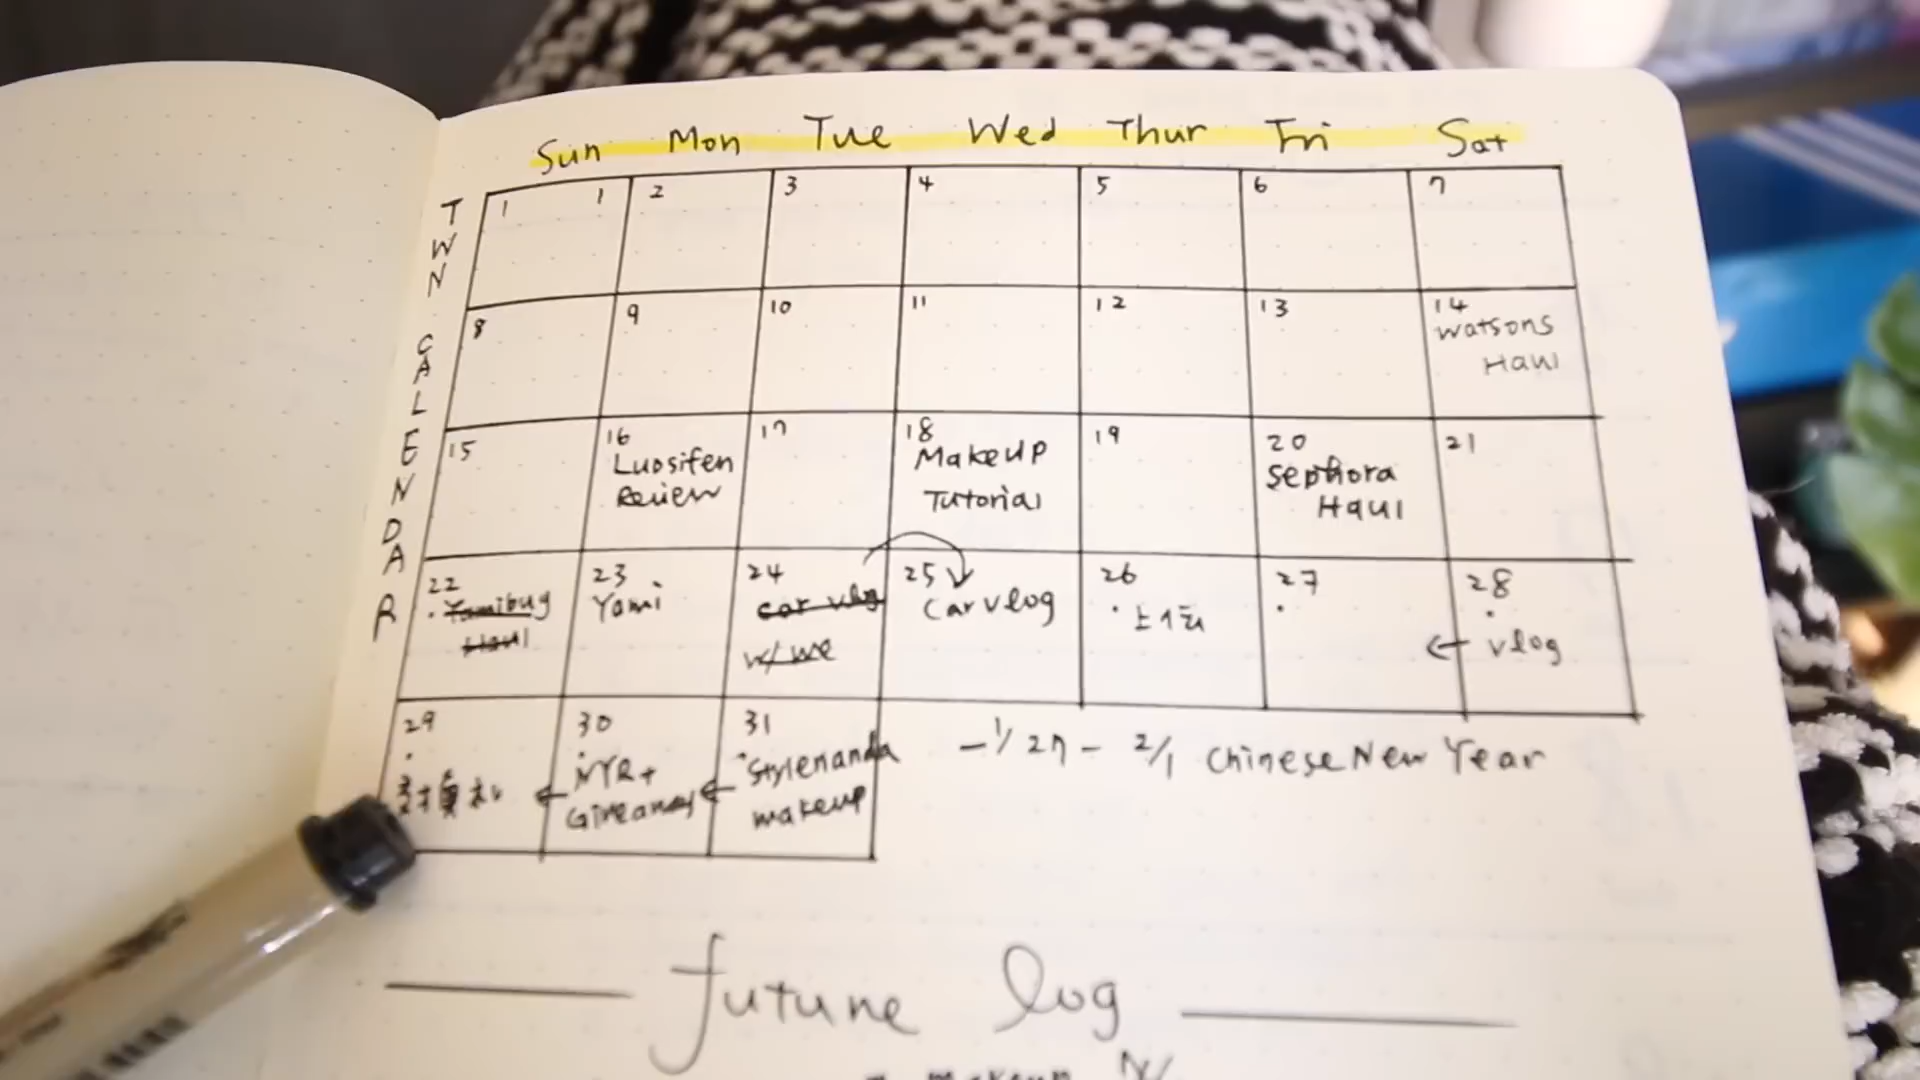 Sun Mon Tue Wed Thur Fri Sat
TWN CALENDAR
1 1 2 3 4 5 6 7
8 9 10 11 12 13 14
Watsons
Haul
15 16 17 18 19 20 21
Luosifen
Review
Makeup
Tutorial
Sephora
Haul
22 23 24 25 26 27 28
Yamibug
Haul
Yami
car vlog
w/ we
Car vlog
← vlog
29 30 31
← NYR +
Giveaway
← Stylenanda
makeup
- 1/27 - 2/1 Chinese New Year
future log
makeup